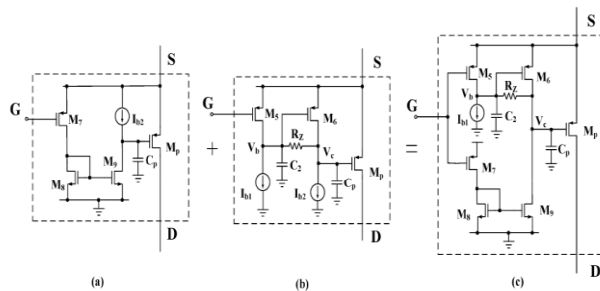 S
G
M7
Ib2
Mp
M8
M9
Cp
D
(a)
+
S
G
M5
M6
Vb
RZ
Vc
C2
Mp
Ib1
Ib2
Cp
D
(b)
=
S
G
M5
M6
Vb
RZ
Ib1
C2
Vc
Mp
Cp
M7
M8
M9
D
(c)